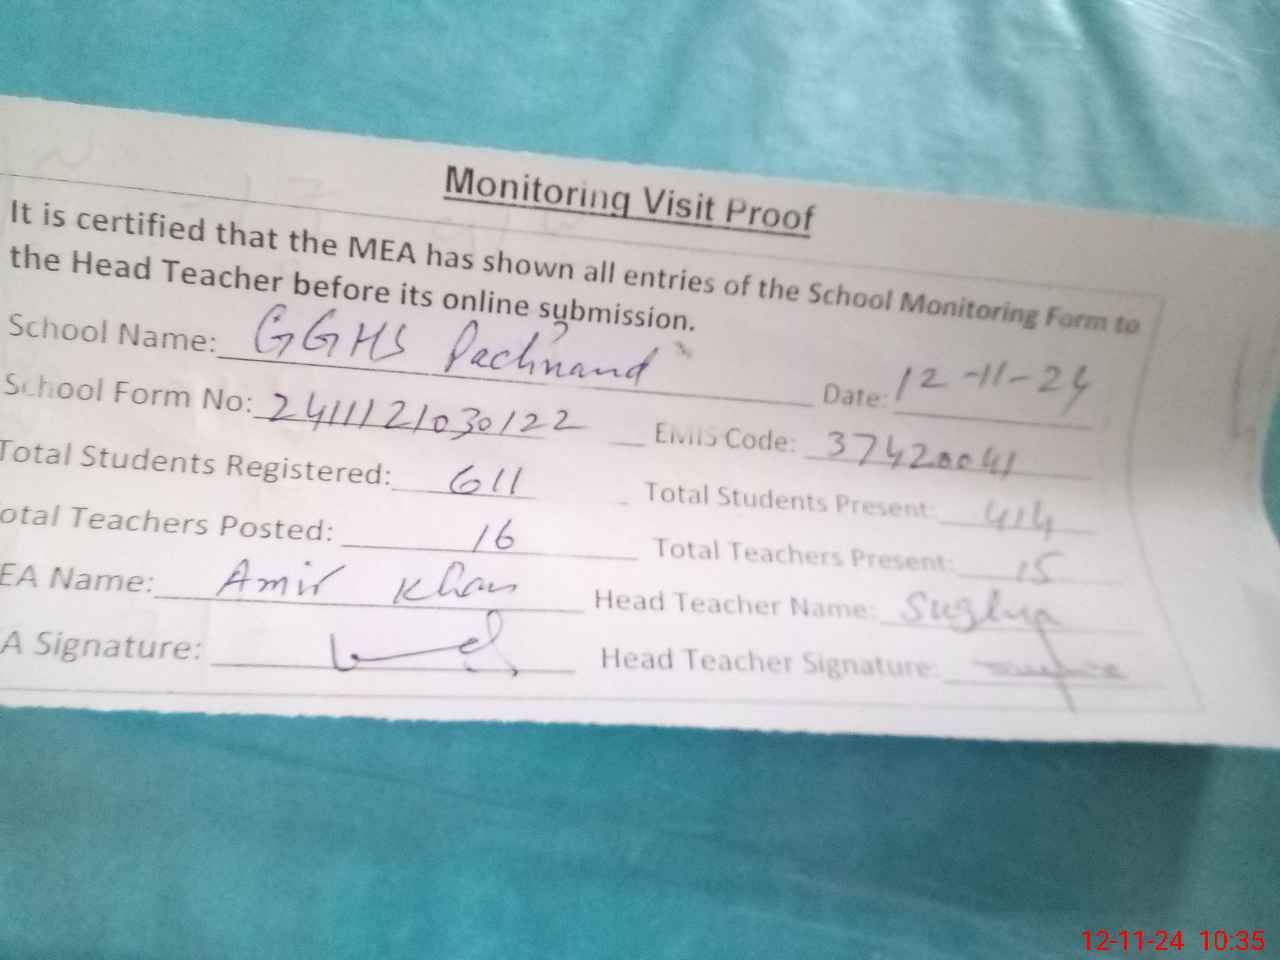 Monitoring Visit Proof
It is certified that the MEA has shown all entries of the School Monitoring Form to
the Head Teacher before its online submission.
School Name: GGHS Pachnand
Date: 12-11-24
School Form No: 2411121030122 EMIS Code: 37420041
Total Students Registered: 611 Total Students Present: 414
otal Teachers Posted: 16 Total Teachers Present: 15
EA Name: Amir Khan Head Teacher Name:
A Signature: Head Teacher Signature:
12-11-24 10:35